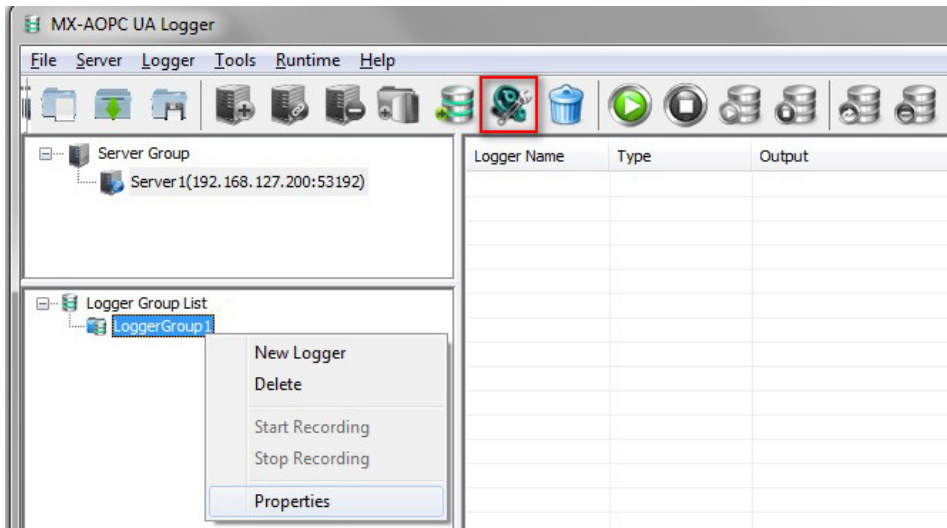 MX-AOPC UA Logger
File Server Logger Tools Runtime Help
Server Group
Server1(192.168.127.200:53192)
Logger Name Type Output
Logger Group List
LoggerGroup1
New Logger
Delete
Start Recording
Stop Recording
Properties